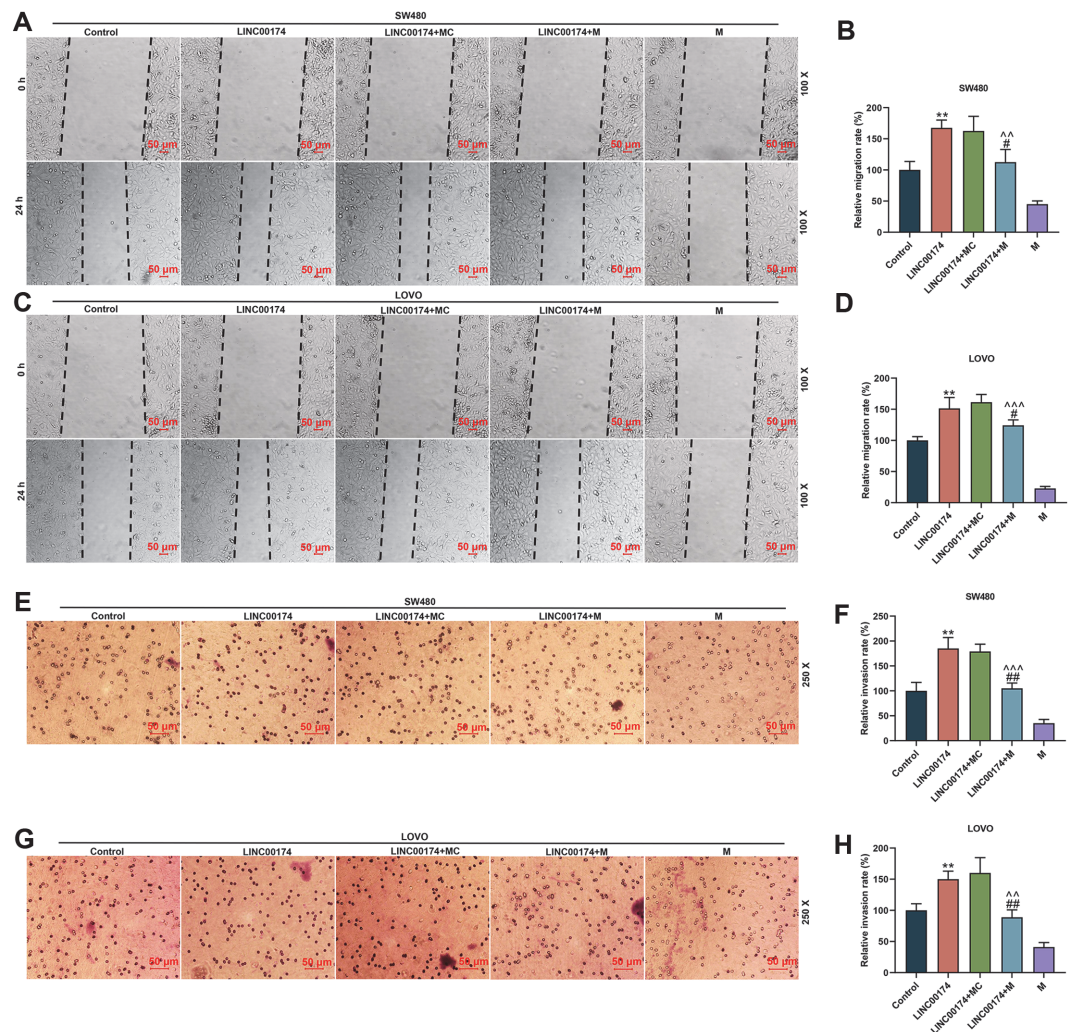 A
SW480
Control LINC00174 LINC00174+MC LINC00174+M M
0 h
50 μm 50 μm 50 μm 50 μm 50 μm
100 X
24 h
50 μm 50 μm 50 μm 50 μm 50 μm
100 X
B
SW480
Relative migration rate (%)
200
150
100
50
0
**
^^
#
Control LINC00174 LINC00174+MC LINC00174+M M
C
LOVO
Control LINC00174 LINC00174+MC LINC00174+M M
0 h
50 μm 50 μm 50 μm 50 μm 50 μm
100 X
24 h
50 μm 50 μm 50 μm 50 μm 50 μm
100 X
D
LOVO
Relative migration rate (%)
200
150
100
50
0
**
^^^
#
Control LINC00174 LINC00174+MC LINC00174+M M
E
SW480
Control LINC00174 LINC00174+MC LINC00174+M M
50 μm 50 μm 50 μm 50 μm 50 μm
250 X
F
SW480
Relative invasion rate (%)
250
200
150
100
50
0
**
^^^
##
Control LINC00174 LINC00174+MC LINC00174+M M
G
LOVO
Control LINC00174 LINC00174+MC LINC00174+M M
50 μm 50 μm 50 μm 50 μm 50 μm
250 X
H
LOVO
Relative invasion rate (%)
200
150
100
50
0
**
^^
##
Control LINC00174 LINC00174+MC LINC00174+M M